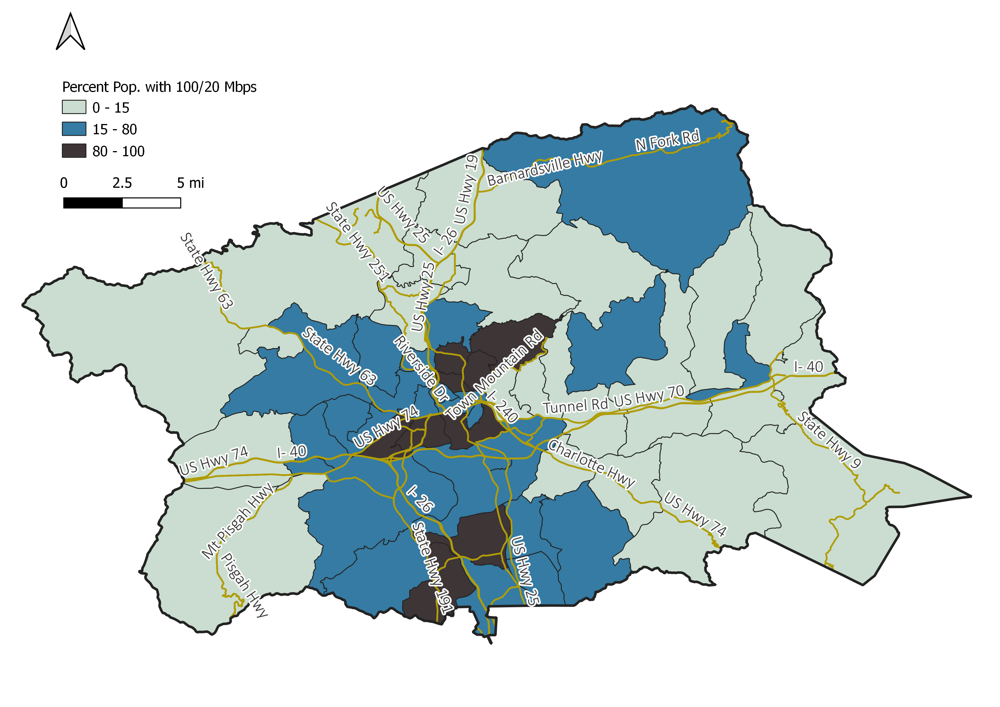 Percent Pop. with 100/20 Mbps
0 - 15
15 - 80
80 - 100
0 2.5 5 mi
N Fork Rd
Barnardsville Hwy
US Hwy 19
US Hwy 25
I- 26
State Hwy 251
State Hwy 63
US Hwy 25
State Hwy 63
Riverside Dr
Town Mountain Rd
I- 40
I- 240
Tunnel Rd
US Hwy 70
US Hwy 74
State Hwy 9
US Hwy 74
I- 40
Charlotte Hwy
US Hwy 74
Mt Pisgah Hwy
Pisgah Hwy
I- 26
State Hwy 191
US Hwy 25